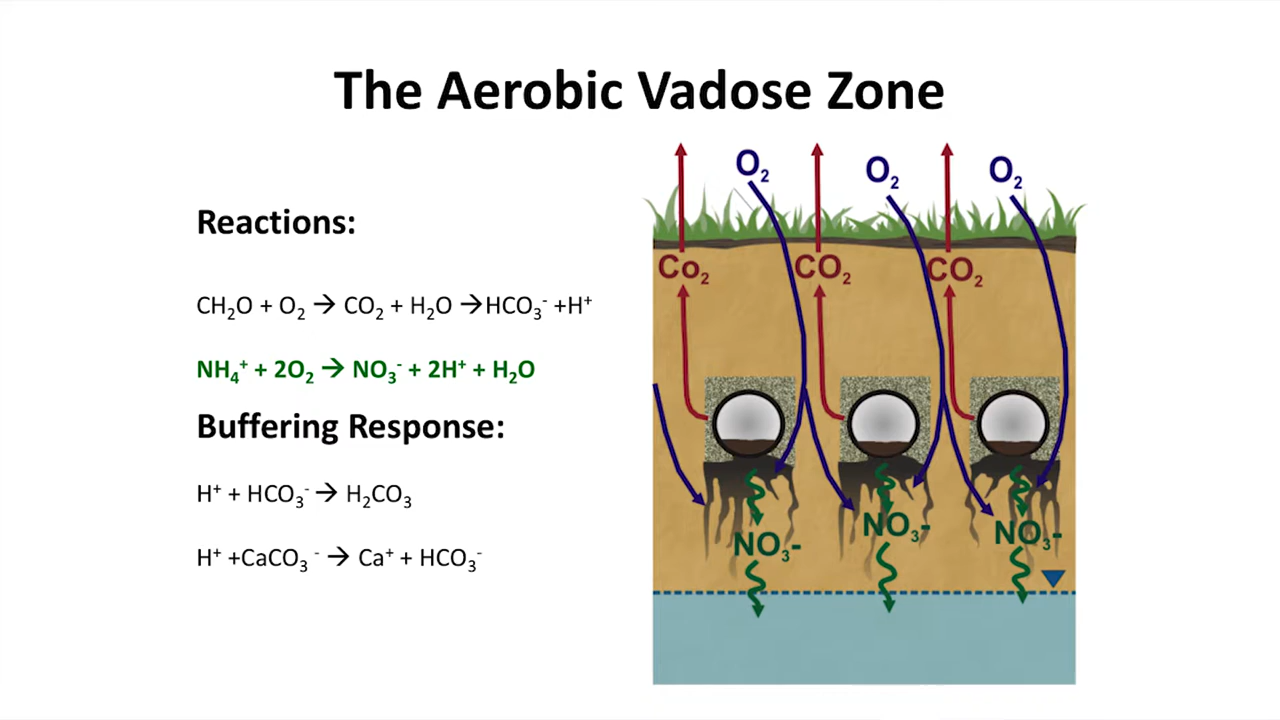 The Aerobic Vadose Zone
Reactions:
CH₂O + O₂ → CO₂ + H₂O →HCO₃⁻ +H⁺
NH₄⁺ + 2O₂ → NO₃⁻ + 2H⁺ + H₂O
Buffering Response:
H⁺ + HCO₃⁻ → H₂CO₃
H⁺ +CaCO₃ ⁻ → Ca⁺ + HCO₃⁻
O₂
O₂
O₂
Co₂
CO₂
CO₂
NO₃-
NO₃-
NO₃-